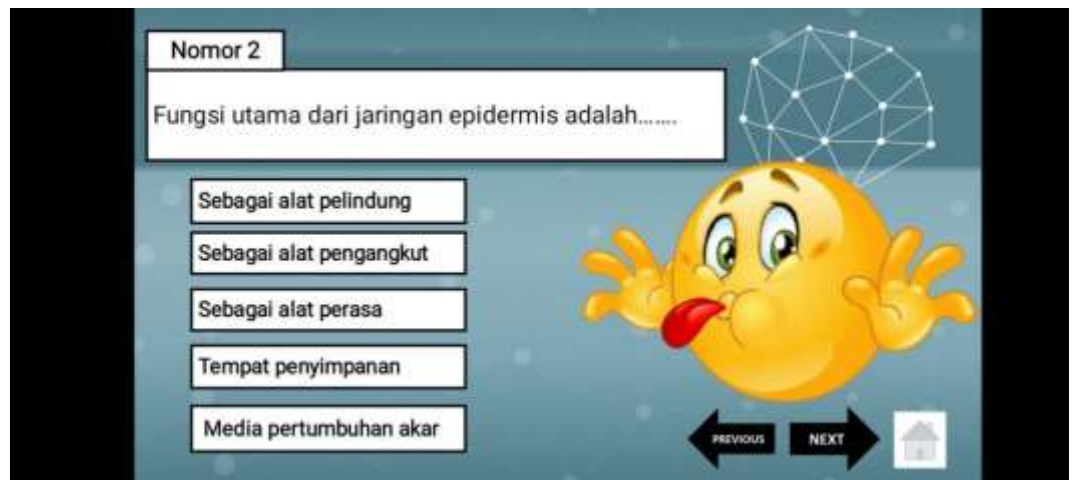 Nomor 2
Fungsi utama dari jaringan epidermis adalah.......
Sebagai alat pelindung
Sebagai alat pengangkut
Sebagai alat perasa
Tempat penyimpanan
Media pertumbuhan akar
PREVIOUS
NEXT